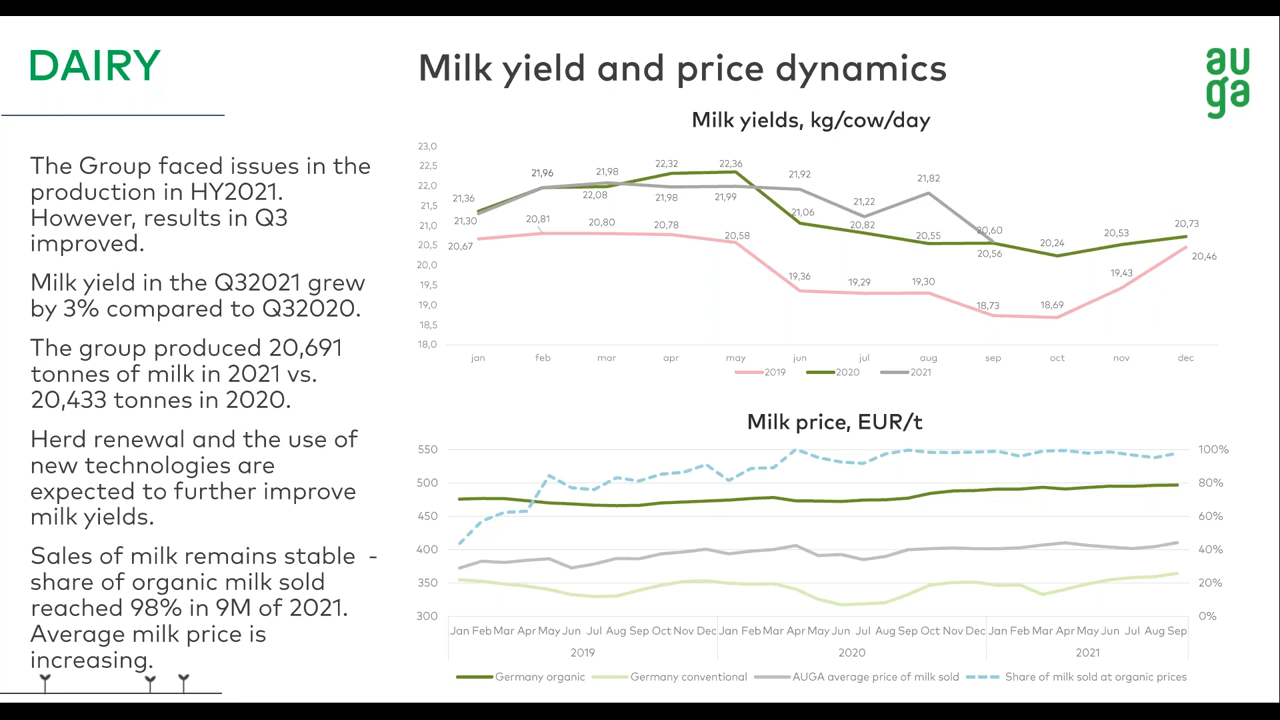 DAIRY
Milk yield and price dynamics
au
ga
The Group faced issues in the
production in HY2021.
However, results in Q3
improved.
Milk yield in the Q32021 grew
by 3% compared to Q32020.
The group produced 20,691
tonnes of milk in 2021 vs.
20,433 tonnes in 2020.
Herd renewal and the use of
new technologies are
expected to further improve
milk yields.
Sales of milk remains stable -
share of organic milk sold
reached 98% in 9M of 2021.
Average milk price is
increasing.
Milk yields, kg/cow/day
23,0
22,5
22,0
21,5
21,0
20,5
20,0
19,5
19,0
18,5
18,0
21,36 21,96 21,98 22,32 22,36 21,92 21,22 21,82 20,60 20,73
21,30 22,08 21,98 21,99 21,06 20,82 20,55 20,56 20,24 20,53
20,67 20,81 20,80 20,78 20,58 19,36 19,29 19,30 18,73 18,69 19,43 20,46
jan feb mar apr may jun jul aug sep oct nov dec
2019 2020 2021
Milk price, EUR/t
550 100%
500 80%
450 60%
400 40%
350 20%
300 0%
Jan Feb Mar Apr May Jun Jul Aug Sep Oct Nov Dec Jan Feb Mar Apr May Jun Jul Aug Sep Oct Nov Dec Jan Feb Mar Apr May Jun Jul Aug Sep
2019 2020 2021
Germany organic Germany conventional AUGA average price of milk sold Share of milk sold at organic prices